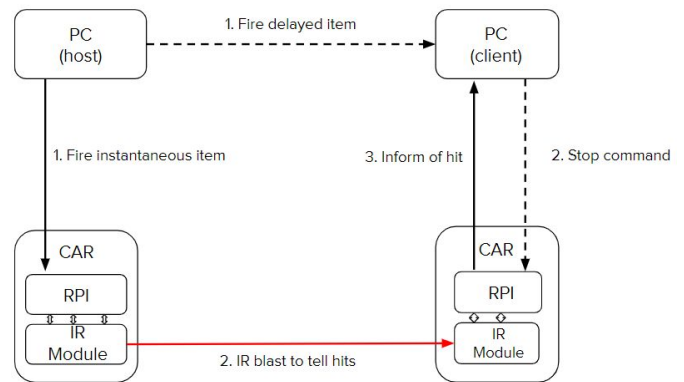 PC
(host)
1. Fire delayed item
PC
(client)
1. Fire instantaneous item
3. Inform of hit
2. Stop command
CAR
RPI
IR
Module
CAR
RPI
IR
Module
2. IR blast to tell hits